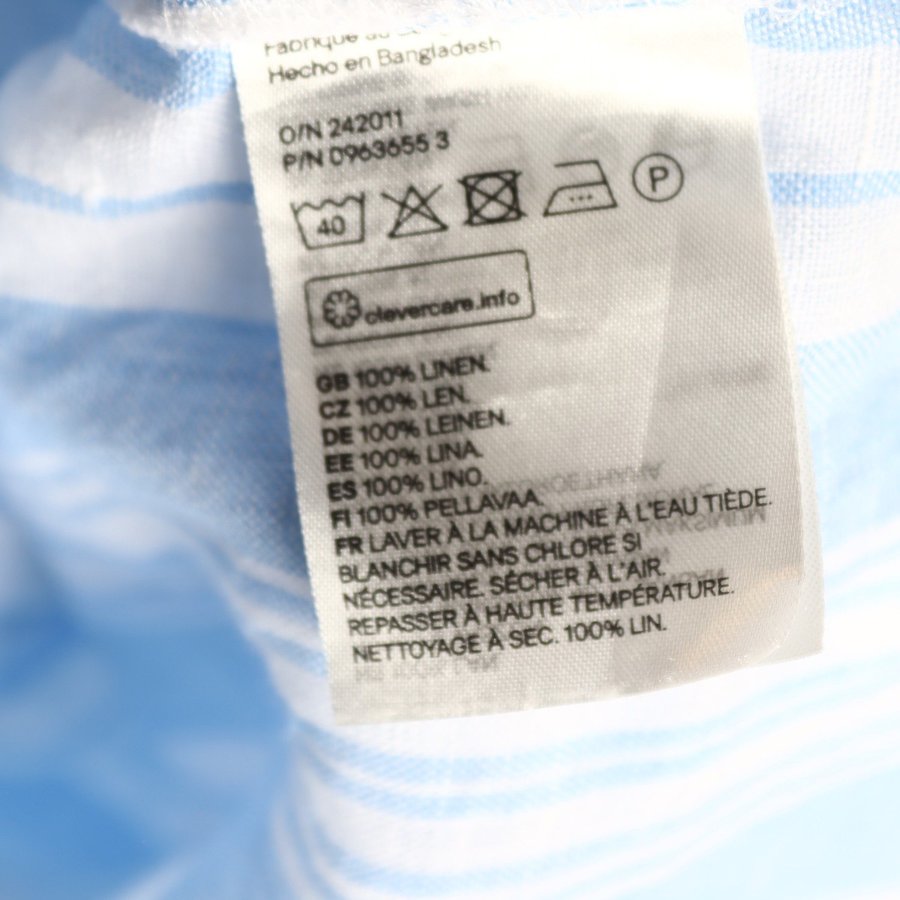 Fabriqué au
Hecho en Bangladesh
O/N 242011
P/N 0963655 3
40
P
clevercare.info
GB 100% LINEN.
CZ 100% LEN.
DE 100% LEINEN.
EE 100% LINA.
ES 100% LINO.
FI 100% PELLAVAA.
FR LAVER À LA MACHINE À L'EAU TIÈDE.
BLANCHIR SANS CHLORE SI
NÉCESSAIRE. SÉCHER À L'AIR.
REPASSER À HAUTE TEMPÉRATURE.
NETTOYAGE À SEC. 100% LIN.